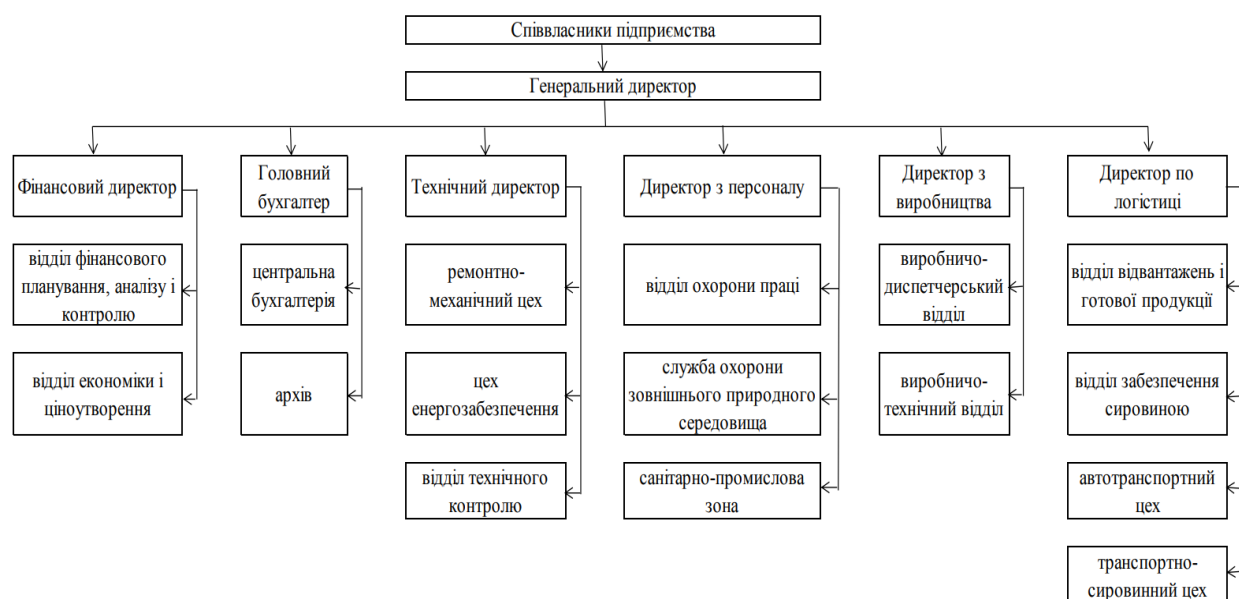 Співвласники підприємства
Генеральний директор
Фінансовий директор
Головний
бухгалтер
Технічний директор
Директор з персоналу
Директор з
виробництва
Директор по
логістиці
відділ фінансового
планування, аналізу і
контролю
центральна
бухгалтерія
ремонтно-
механічний цех
відділ охорони праці
виробничо-
диспетчерський
відділ
відділ відвантажень і
готової продукції
відділ економіки і
ціноутворення
архів
цех
енергозабезпечення
служба охорони
зовнішнього природного
середовища
виробничо-
технічний відділ
відділ забезпечення
сировиною
відділ технічного
контролю
санітарно-промислова
зона
автотранспортний
цех
транспортно-
сировинний цех